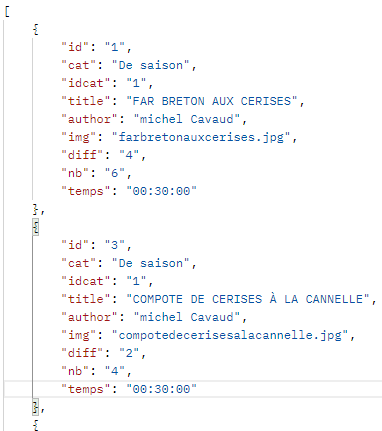 [
{
"id": "1",
"cat": "De saison",
"idcat": "1",
"title": "FAR BRETON AUX CERISES",
"author": "michel Cavaud",
"img": "farbretonauxcerises.jpg",
"diff": "4",
"nb": "6",
"temps": "00:30:00"
},
{
"id": "3",
"cat": "De saison",
"idcat": "1",
"title": "COMPOTE DE CERISES À LA CANNELLE",
"author": "michel Cavaud",
"img": "compotedecerisesalacannelle.jpg",
"diff": "2",
"nb": "4",
"temps": "00:30:00"
},
{